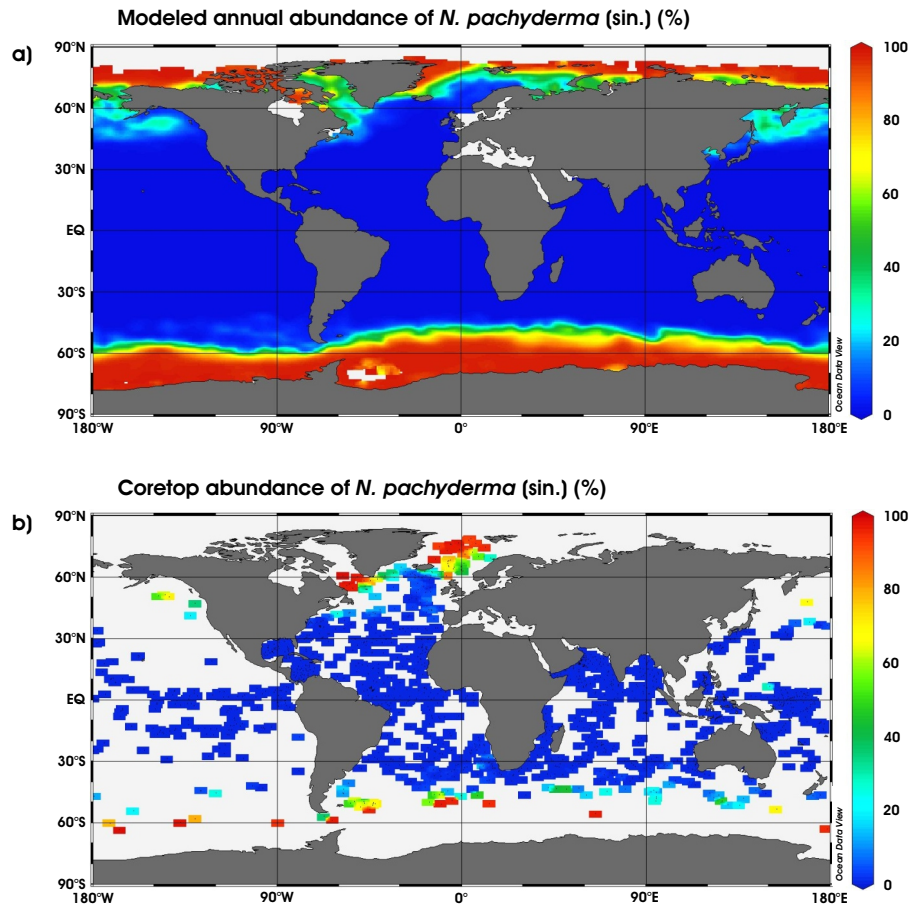 Modeled annual abundance of N. pachyderma (sin.) (%)
a)
90°N
60°N
30°N
EQ
30°S
60°S
90°S
180°W
90°W
0°
90°E
180°E
Ocean Data View
100
80
60
40
20
0
Coretop abundance of N. pachyderma (sin.) (%)
b)
90°N
60°N
30°N
EQ
30°S
60°S
90°S
180°W
90°W
0°
90°E
180°E
Ocean Data View
100
80
60
40
20
0